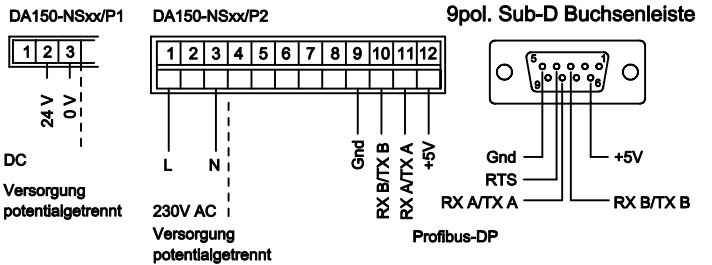 DA150-NSxx/P1
DA150-NSxx/P2
9pol. Sub-D Buchsenleiste
1 2 3
1 2 3 4 5 6 7 8 9 10 11 12
5 1
9 6
24 V
0 V
L
N
Gnd
RX B/TX B
RX A/TX A
+5V
Gnd
+5V
RTS
RX A/TX A
RX B/TX B
DC
Versorgung
potentialgetrennt
230V AC
Versorgung
potentialgetrennt
Profibus-DP